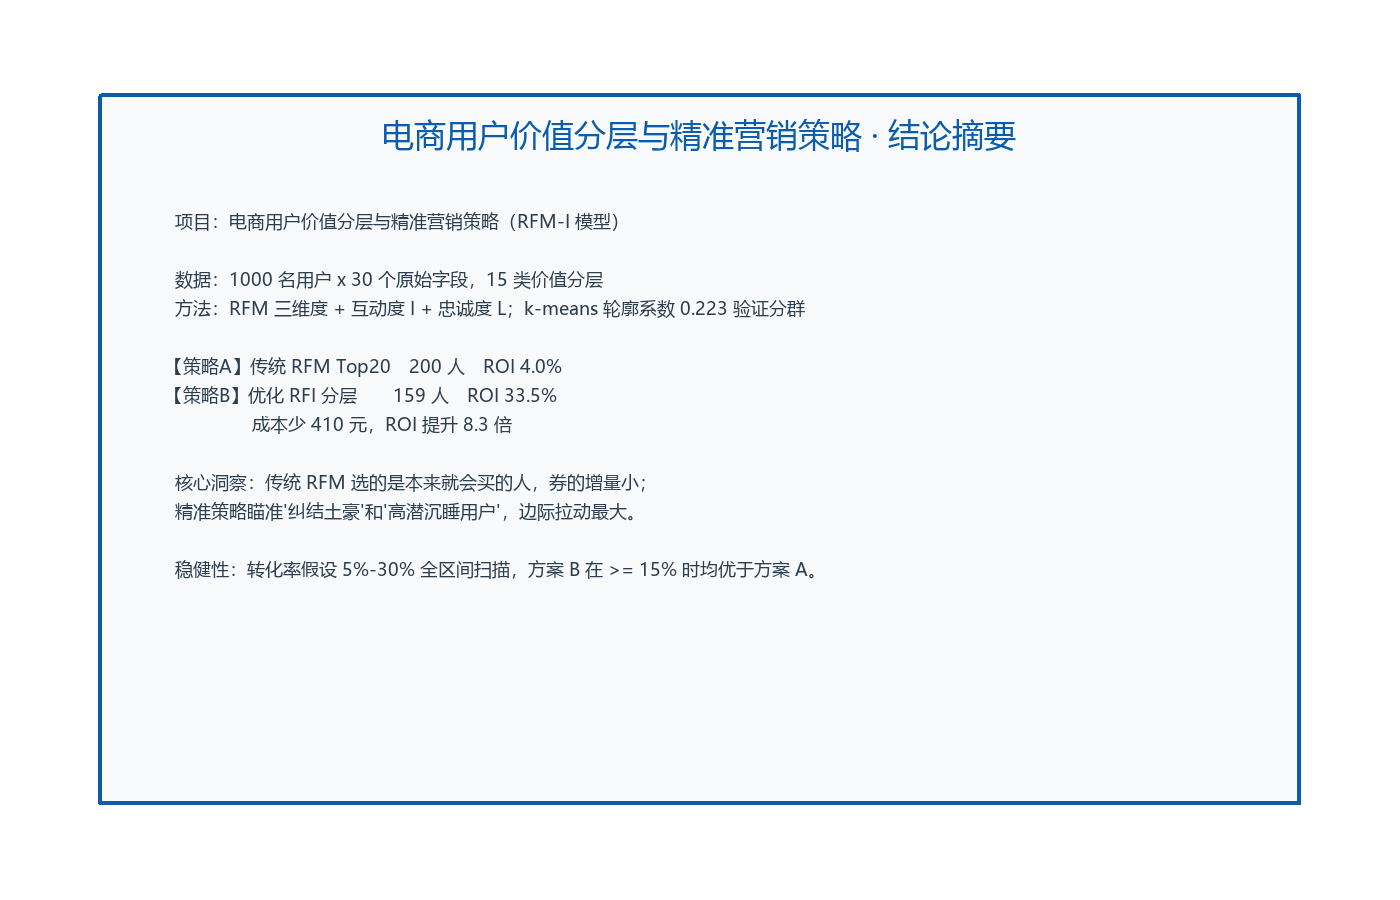 电商用户价值分层与精准营销策略 · 结论摘要
项目：电商用户价值分层与精准营销策略（RFM-I 模型）
数据：1000 名用户 x 30 个原始字段，15 类价值分层
方法：RFM 三维度 + 互动度 I + 忠诚度 L；k-means 轮廓系数 0.223 验证分群
【策略A】传统 RFM Top20    200 人    ROI 4.0%
【策略B】优化 RFI 分层        159 人    ROI 33.5%
成本少 410 元，ROI 提升 8.3 倍
核心洞察：传统 RFM 选的是本来就会买的人，券的增量小；
精准策略瞄准'纠结土豪'和'高潜沉睡用户'，边际拉动最大。
稳健性：转化率假设 5%-30% 全区间扫描，方案 B 在 >= 15% 时均优于方案 A。